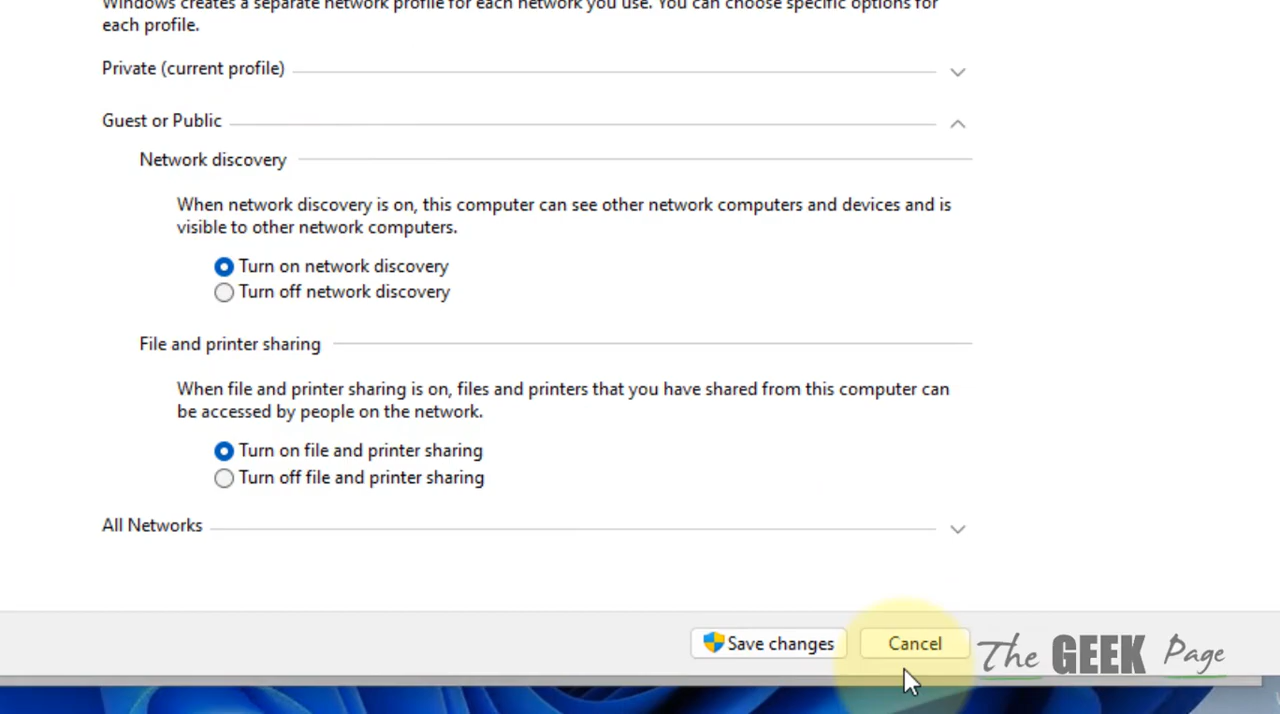 Windows creates a separate network profile for each network you use. You can choose specific options for
each profile.
Private (current profile)
Guest or Public
Network discovery
When network discovery is on, this computer can see other network computers and devices and is
visible to other network computers.
Turn on network discovery
Turn off network discovery
File and printer sharing
When file and printer sharing is on, files and printers that you have shared from this computer can
be accessed by people on the network.
Turn on file and printer sharing
Turn off file and printer sharing
All Networks
Save changes
Cancel
The GEEK Page